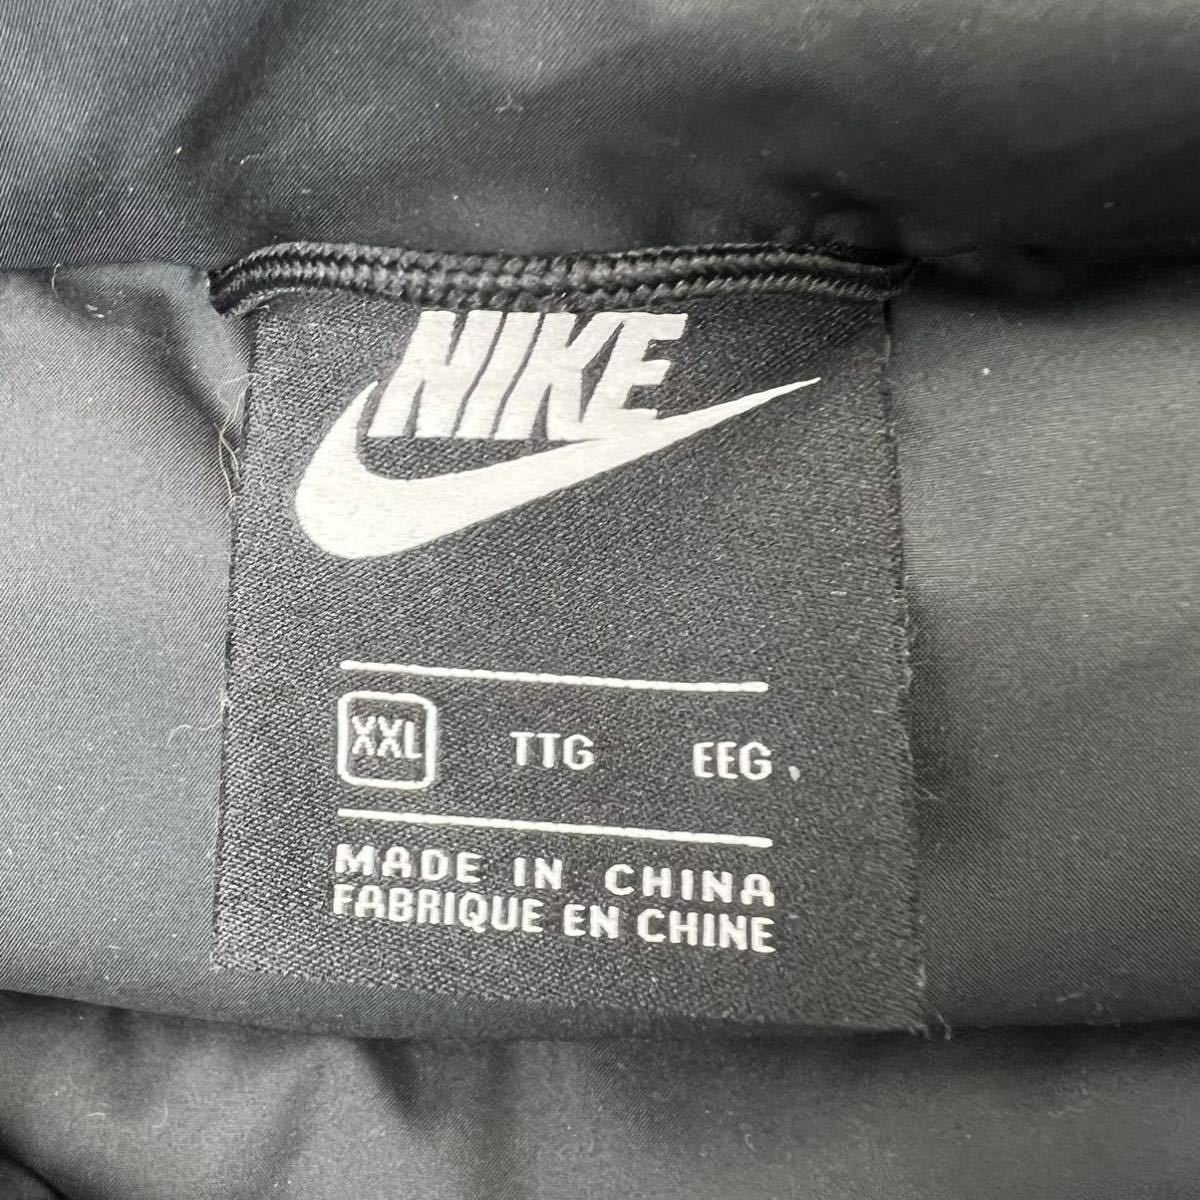 NIKE
XXL TTG EEG
MADE IN CHINA
FABRIQUE EN CHINE